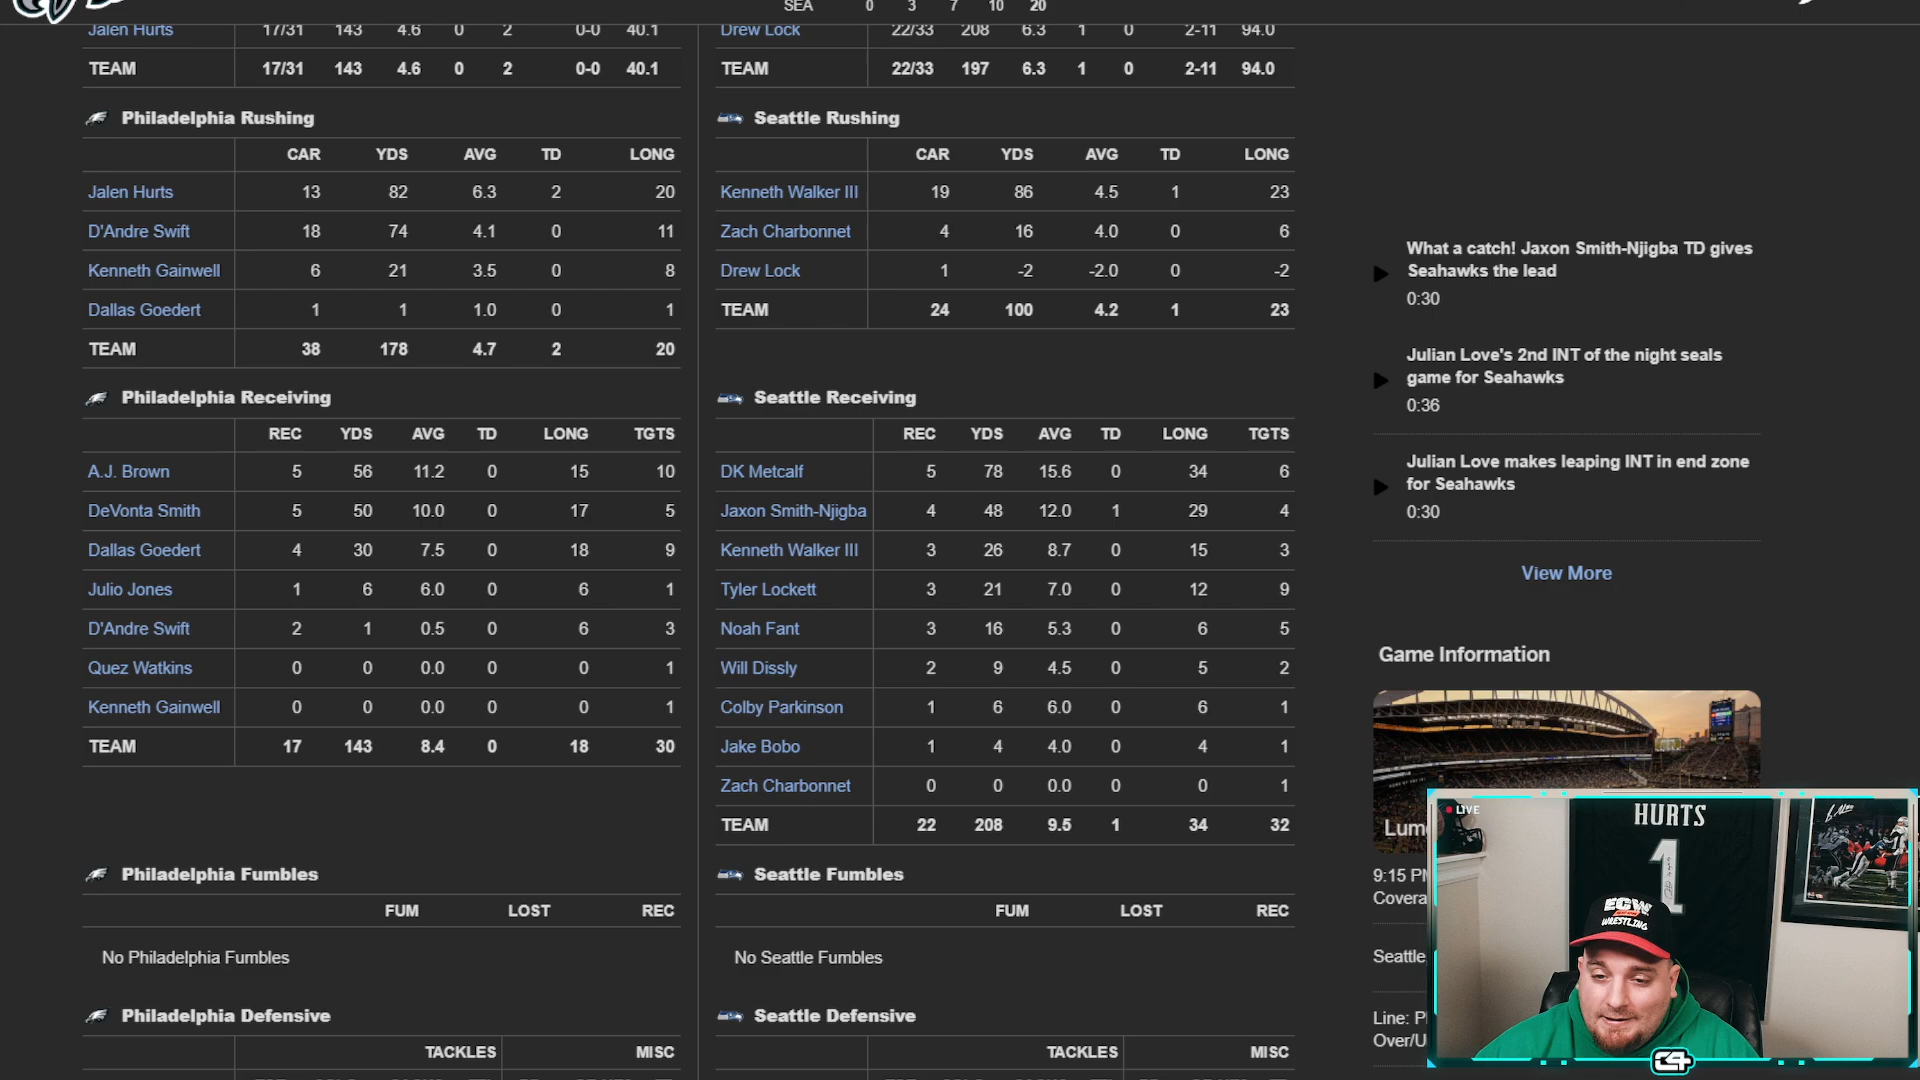 SEA 0 3 7 10 20
Jalen Hurts 17/31 143 4.6 0 2 0-0 40.1
TEAM 17/31 143 4.6 0 2 0-0 40.1
Drew Lock 22/33 208 6.3 1 0 2-11 94.0
TEAM 22/33 197 6.3 1 0 2-11 94.0
Philadelphia Rushing
CAR YDS AVG TD LONG
Jalen Hurts 13 82 6.3 2 20
D'Andre Swift 18 74 4.1 0 11
Kenneth Gainwell 6 21 3.5 0 8
Dallas Goedert 1 1 1.0 0 1
TEAM 38 178 4.7 2 20
Seattle Rushing
CAR YDS AVG TD LONG
Kenneth Walker III 19 86 4.5 1 23
Zach Charbonnet 4 16 4.0 0 6
Drew Lock 1 -2 -2.0 0 -2
TEAM 24 100 4.2 1 23
Philadelphia Receiving
REC YDS AVG TD LONG TGTS
A.J. Brown 5 56 11.2 0 15 10
DeVonta Smith 5 50 10.0 0 17 5
Dallas Goedert 4 30 7.5 0 18 9
Julio Jones 1 6 6.0 0 6 1
D'Andre Swift 2 1 0.5 0 6 3
Quez Watkins 0 0 0.0 0 0 1
Kenneth Gainwell 0 0 0.0 0 0 1
TEAM 17 143 8.4 0 18 30
Seattle Receiving
REC YDS AVG TD LONG TGTS
DK Metcalf 5 78 15.6 0 34 6
Jaxon Smith-Njigba 4 48 12.0 1 29 4
Kenneth Walker III 3 26 8.7 0 15 3
Tyler Lockett 3 21 7.0 0 12 9
Noah Fant 3 16 5.3 0 6 5
Will Dissly 2 9 4.5 0 5 2
Colby Parkinson 1 6 6.0 0 6 1
Jake Bobo 1 4 4.0 0 4 1
Zach Charbonnet 0 0 0.0 0 0 1
TEAM 22 208 9.5 1 34 32
Philadelphia Fumbles
FUM LOST REC
No Philadelphia Fumbles
Seattle Fumbles
FUM LOST REC
No Seattle Fumbles
Philadelphia Defensive
TACKLES MISC
Seattle Defensive
TACKLES MISC
What a catch! Jaxon Smith-Njigba TD gives
Seahawks the lead
0:30
Julian Love's 2nd INT of the night seals
game for Seahawks
0:36
Julian Love makes leaping INT in end zone
for Seahawks
0:30
View More
Game Information
Lum
9:15 P
Covera
Seattle
Line: P
Over/U
LIVE
HURTS
1
ECW
WRESTLING
C4